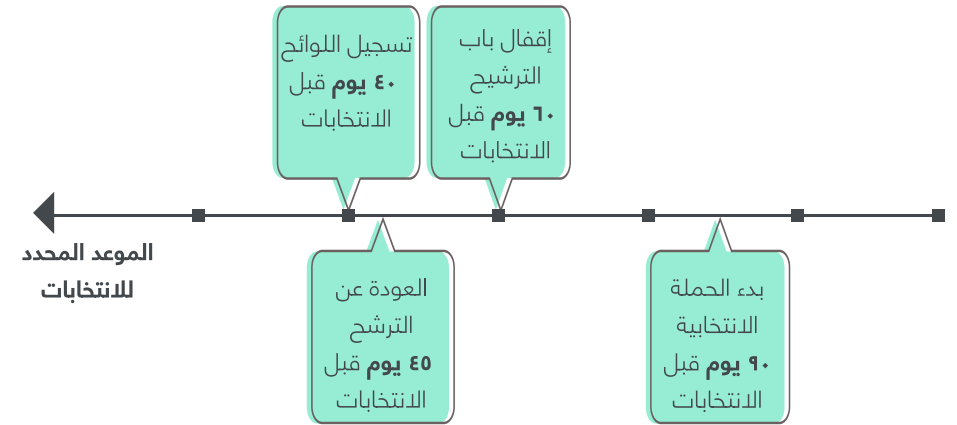 بدء الحملة
الانتخابية
٩٠ يوم قبل
الانتخابات
إقفال باب
الترشيح
٦٠ يوم قبل
الانتخابات
العودة عن
الترشح
٤٥ يوم قبل
الانتخابات
تسجيل اللوائح
٤٠ يوم قبل
الانتخابات
الموعد المحدد
للانتخابات